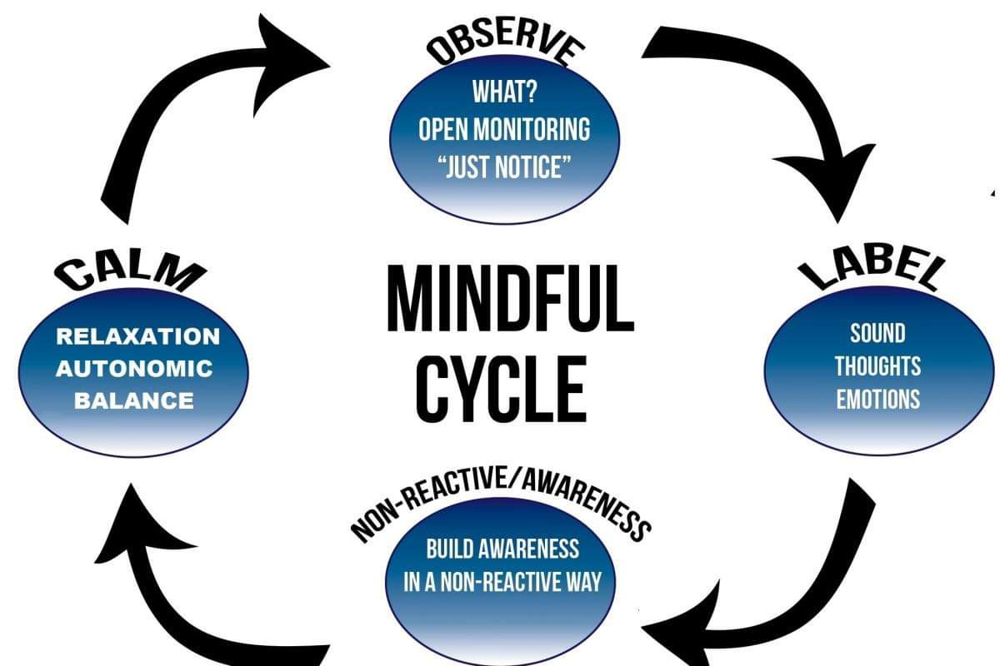 OBSERVE
WHAT?
OPEN MONITORING
“JUST NOTICE”
LABEL
SOUND
THOUGHTS
EMOTIONS
NON-REACTIVE/AWARENESS
BUILD AWARENESS
IN A NON-REACTIVE WAY
CALM
RELAXATION
AUTONOMIC
BALANCE
MINDFUL
CYCLE